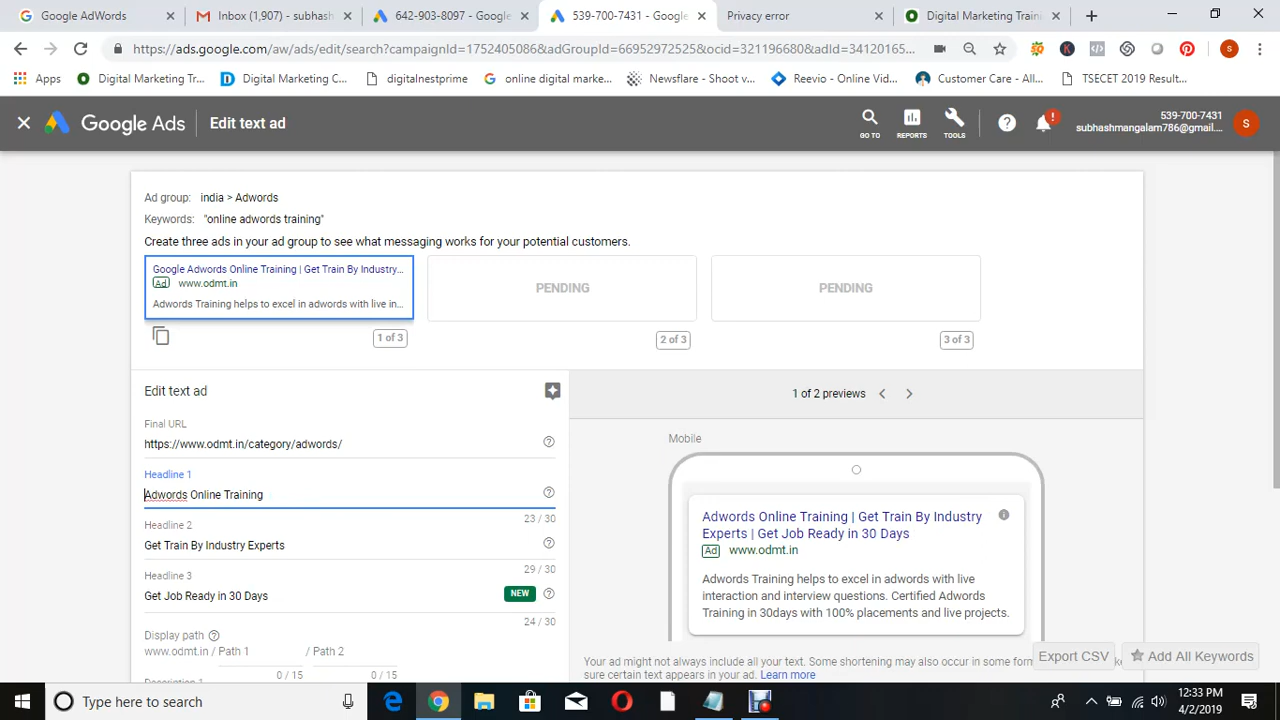 Google AdWords
Inbox (1,907) - subhash
642-903-8097 - Google
539-700-7431 - Google
Privacy error
Digital Marketing Traini
https://ads.google.com/aw/ads/edit/search?campaignId=1752405086&adGroupId=66952972525&ocid=321196680&adId=34120165...
Apps
Digital Marketing Tr...
Digital Marketing C...
digitalnestprime
online digital marke...
Newsflare - Shoot v...
Reevio - Online Vid...
Customer Care - Al...
TSECET 2019 Result...
Google Ads
Edit text ad
GO TO
REPORTS
TOOLS
539-700-7431
subhashmangalam786@gmail....
S
Ad group: india > Adwords
Keywords: "online adwords training"
Create three ads in your ad group to see what messaging works for your potential customers.
Google Adwords Online Training | Get Train By Industry...
Ad www.odmt.in
Adwords Training helps to excel in adwords with live in...
PENDING
PENDING
1 of 3
2 of 3
3 of 3
Edit text ad
1 of 2 previews
Final URL
https://www.odmt.in/category/adwords/
Headline 1
Adwords Online Training
23 / 30
Headline 2
Get Train By Industry Experts
29 / 30
Headline 3
Get Job Ready in 30 Days
NEW
24 / 30
Display path
www.odmt.in / Path 1 / Path 2
0 / 15
0 / 15
Mobile
Adwords Online Training | Get Train By Industry
Experts | Get Job Ready in 30 Days
Ad www.odmt.in
Adwords Training helps to excel in adwords with live
interaction and interview questions. Certified Adwords
Training in 30days with 100% placements and live projects.
Your ad might not always include all your text. Some shortening may also occur in some form
sure certain text appears in your ad. Learn more
Export CSV
Add All Keywords
Type here to search
12:33 PM
4/2/2019